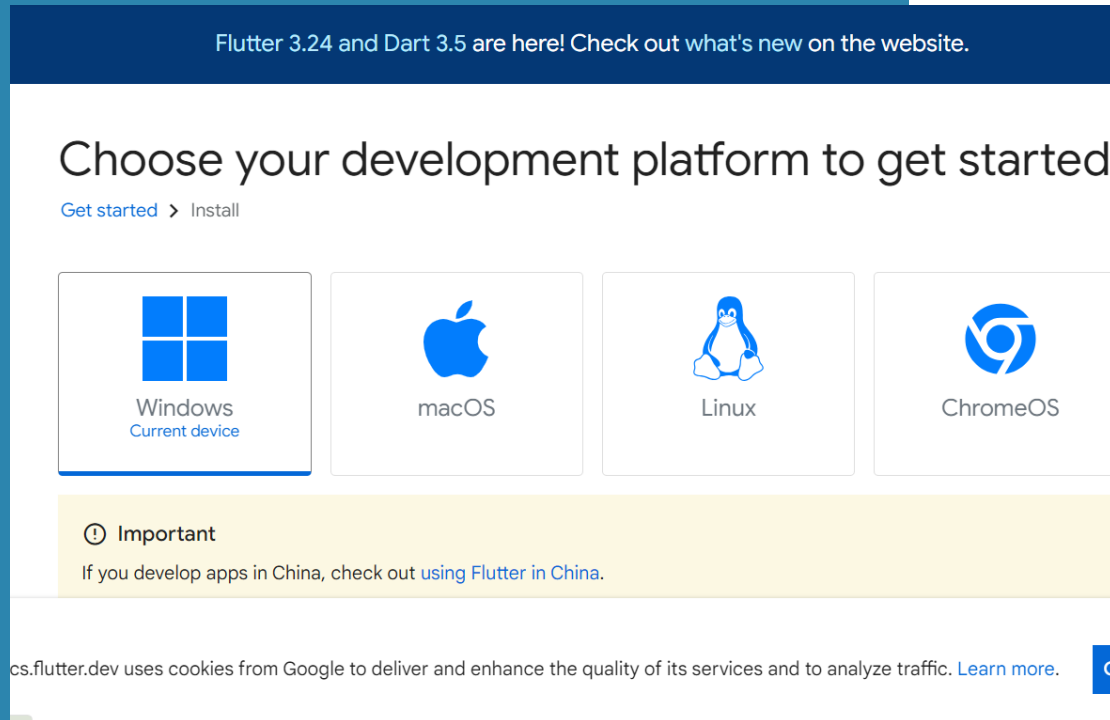 Flutter 3.24 and Dart 3.5 are here! Check out what's new on the website.
Choose your development platform to get started
Get started > Install
Windows
Current device
macOS
Linux
ChromeOS
Important
If you develop apps in China, check out using Flutter in China.
cs.flutter.dev uses cookies from Google to deliver and enhance the quality of its services and to analyze traffic. Learn more.